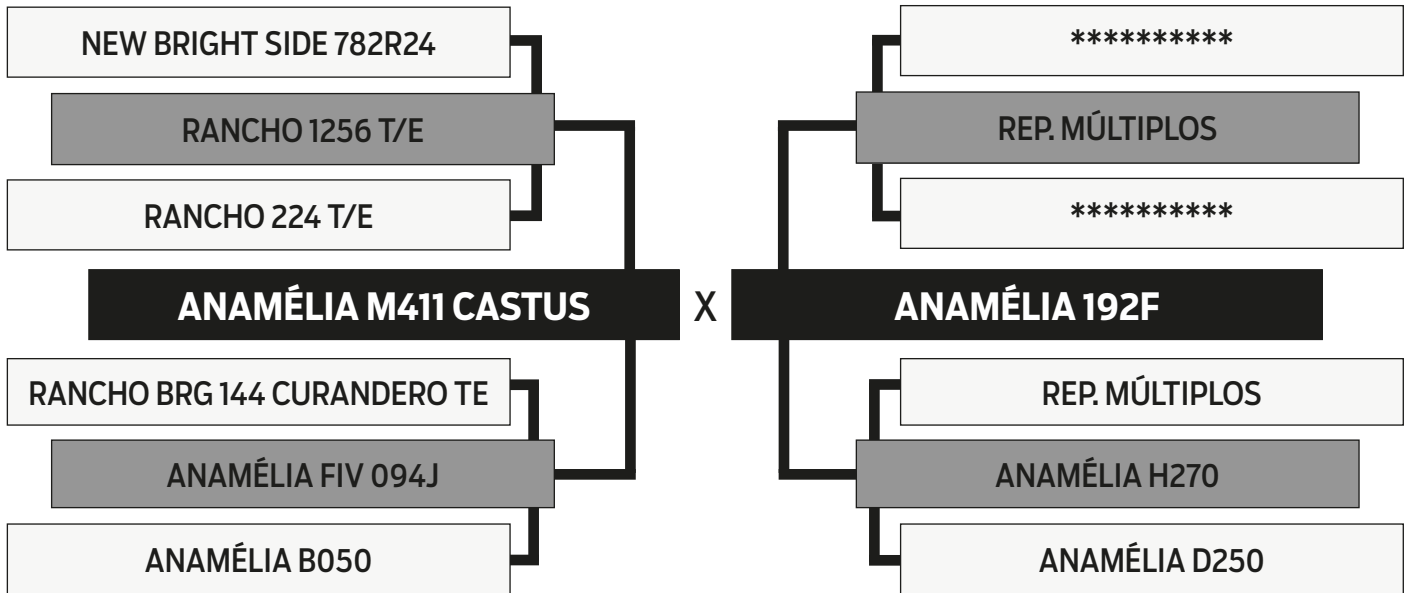 NEW BRIGHT SIDE 782R24
**********
RANCHO 1256 T/E
REP. MÚLTIPLOS
RANCHO 224 T/E
**********
ANAMÉLIA M411 CASTUS
X
ANAMÉLIA 192F
RANCHO BRG 144 CURANDERO TE
REP. MÚLTIPLOS
ANAMÉLIA FIV 094J
ANAMÉLIA H270
ANAMÉLIA B050
ANAMÉLIA D250